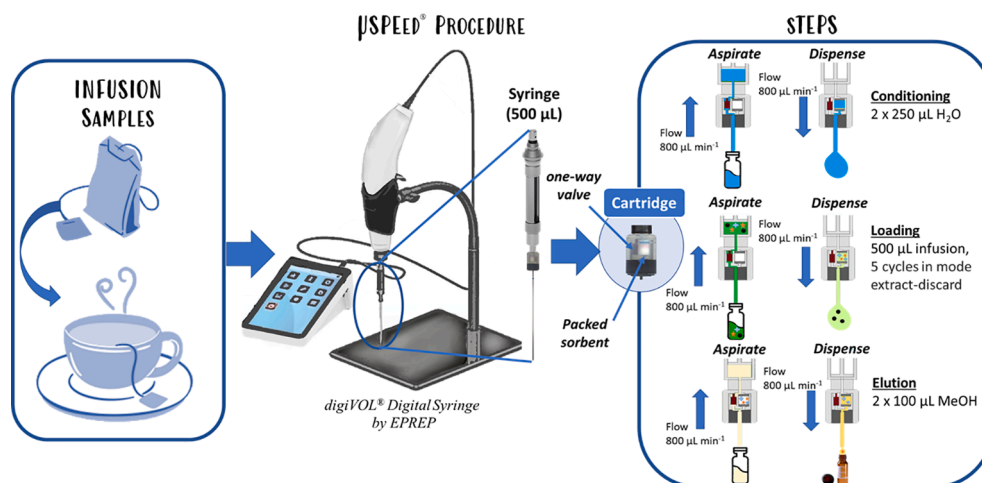 INFUSION
SAMPLES
µSPEed® PROCEDURE
Syringe
(500 µL)
digiVOL® Digital Syringe
by EPREP
one-way
valve
Cartridge
Packed
sorbent
STEPS
Aspirate
Dispense
Flow
800 µL min⁻¹
Flow
800 µL min⁻¹
Conditioning
2 x 250 µL H₂O
Aspirate
Dispense
Flow
800 µL min⁻¹
Flow
800 µL min⁻¹
Loading
500 µL infusion,
5 cycles in mode
extract-discard
Aspirate
Dispense
Flow
800 µL min⁻¹
Flow
800 µL min⁻¹
Elution
2 x 100 µL MeOH